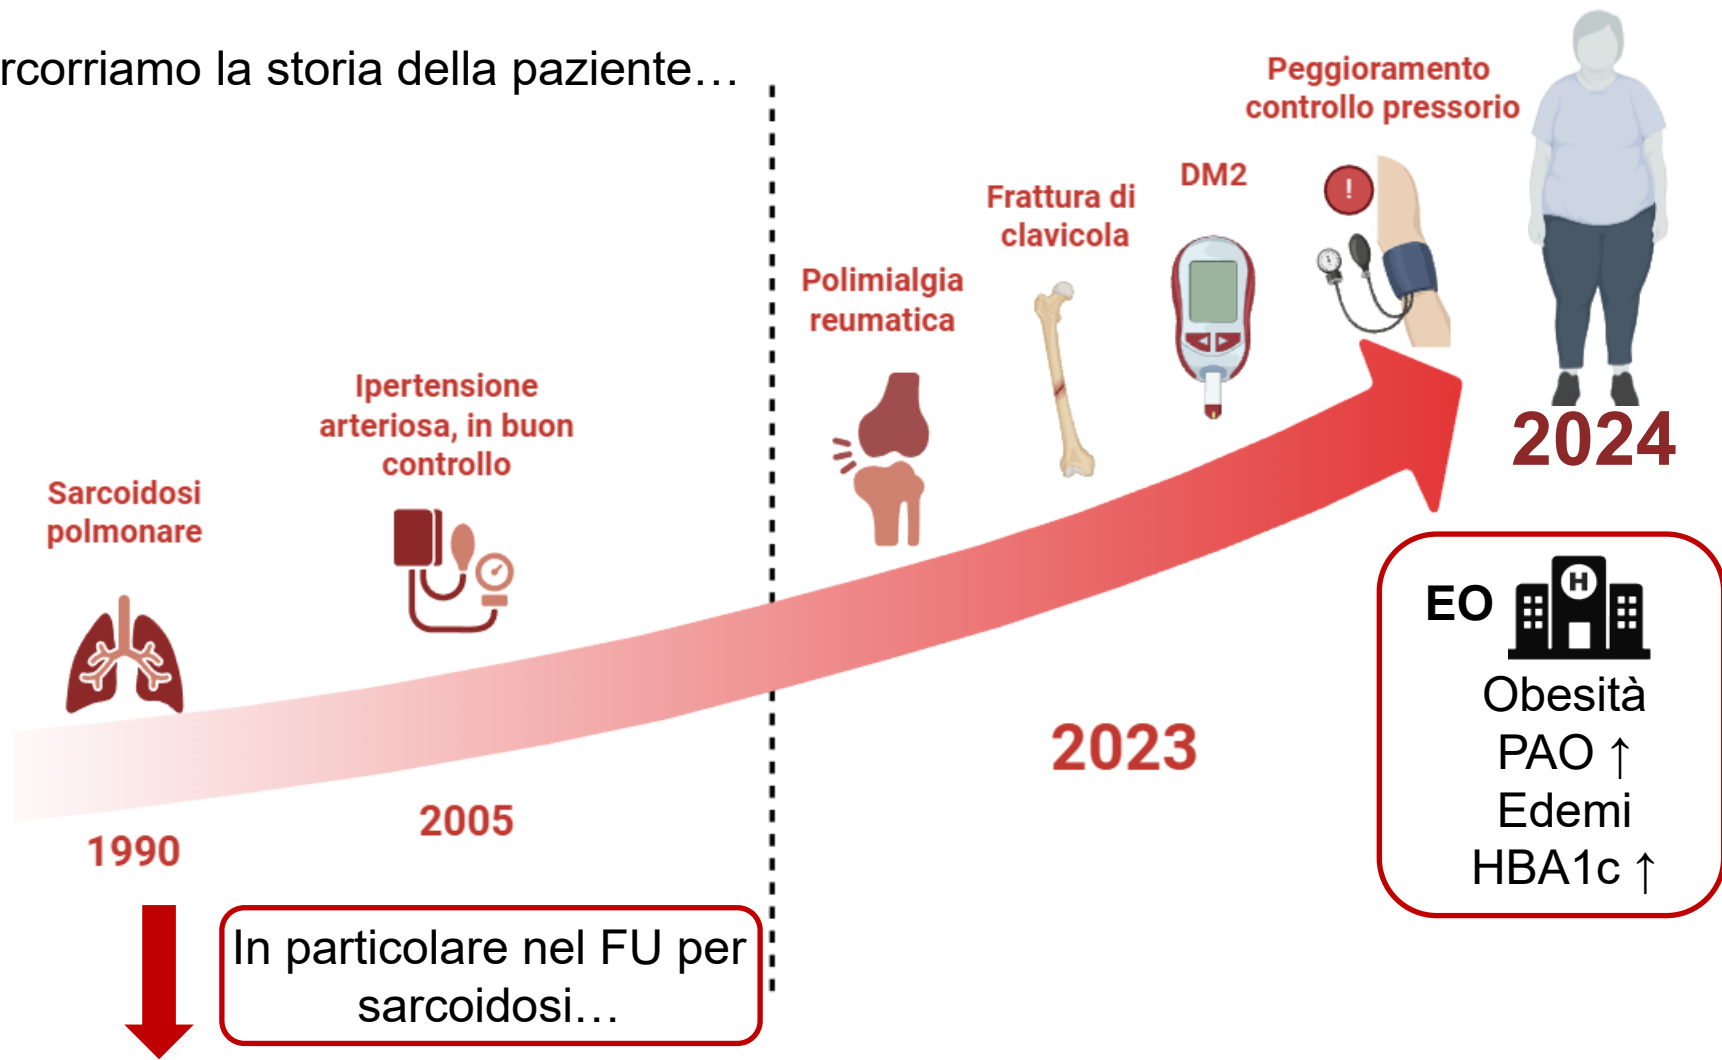 rcorriamo la storia della paziente...
Sarcoidosi
polmonare
1990
Ipertensione
arteriosa, in buon
controllo
2005
Polimialgia
reumatica
Frattura di
clavicola
DM2
Peggioramento
controllo pressorio
!
2023
2024
EO
H
Obesità
PAO ↑
Edemi
HBA1c ↑
In particolare nel FU per
sarcoidosi...